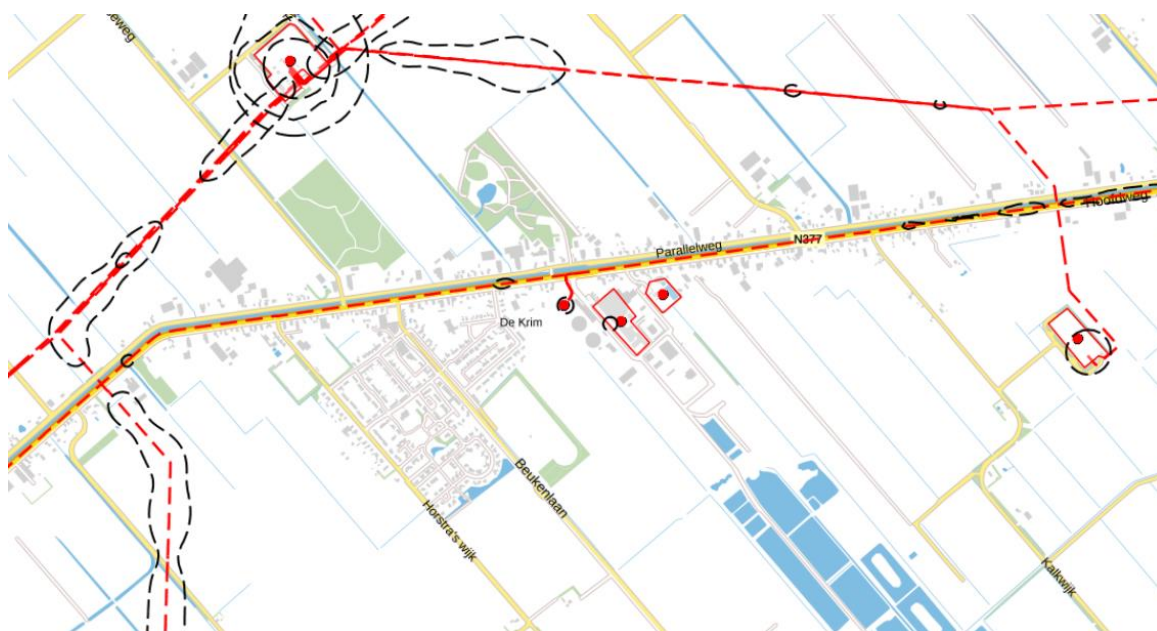 Parallelweg
N377
Hoofdweg
De Krim
Beukenlaan
Horstra's wijk
Kalkwijk